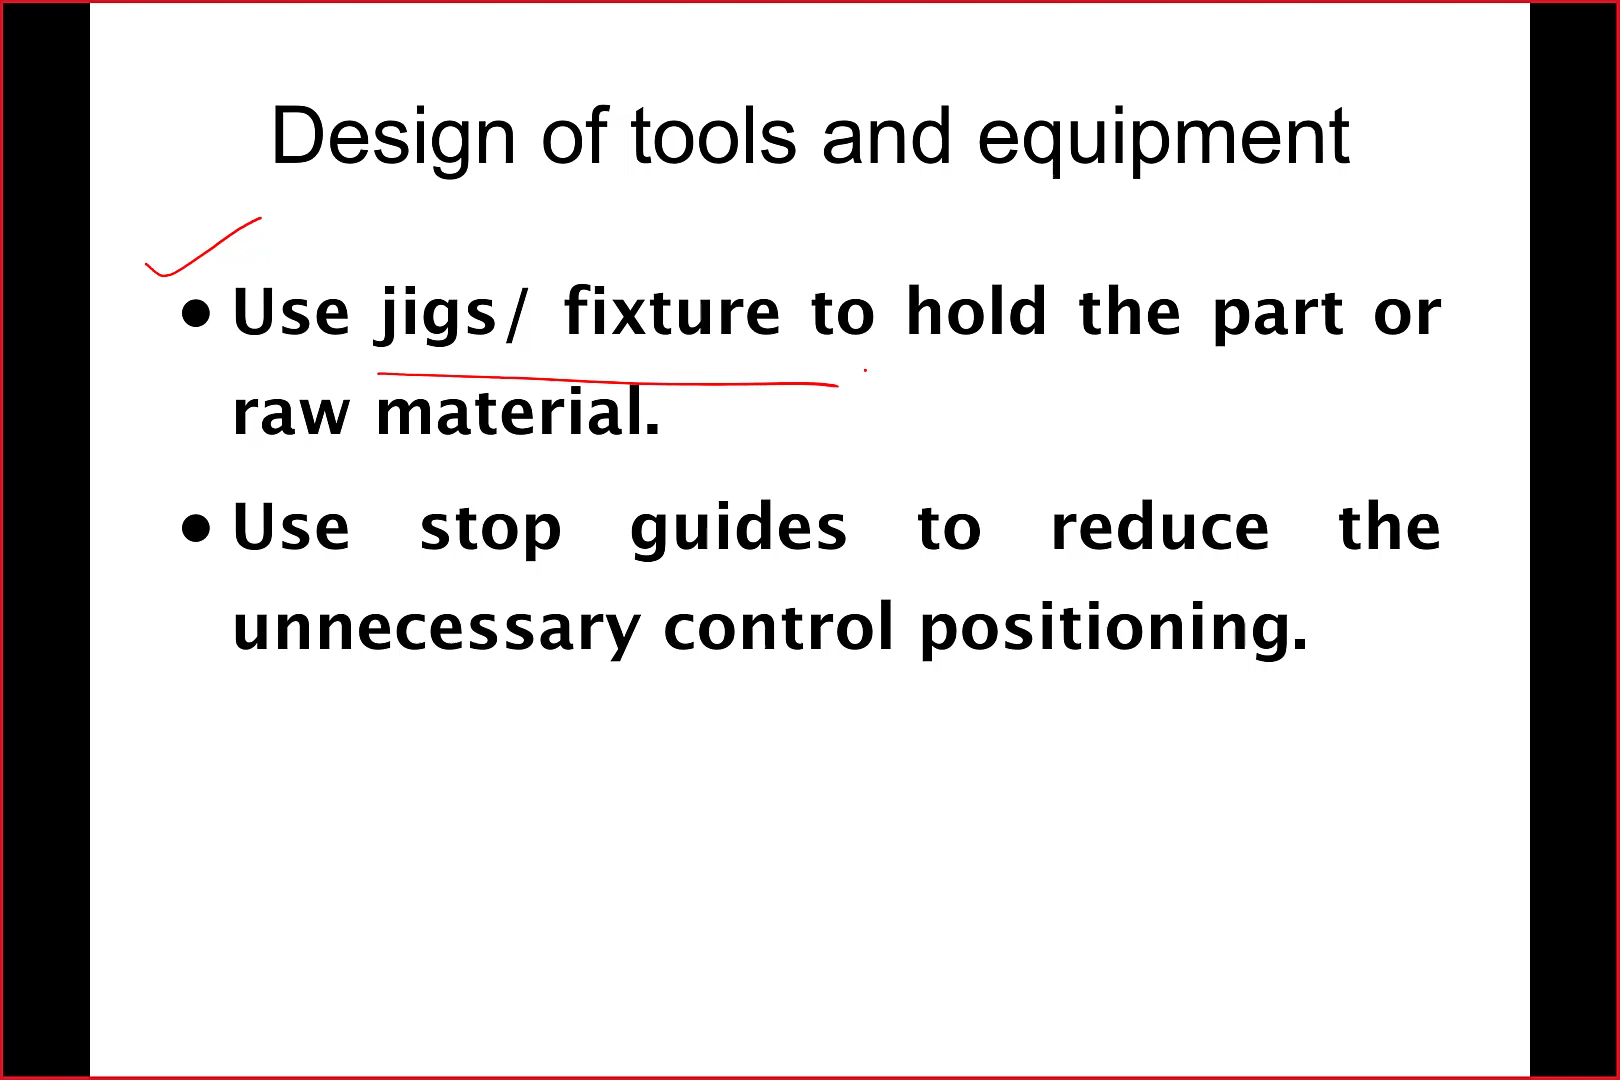 Design of tools and equipment
• Use jigs/ fixture to hold the part or
raw material.
• Use stop guides to reduce the
unnecessary control positioning.